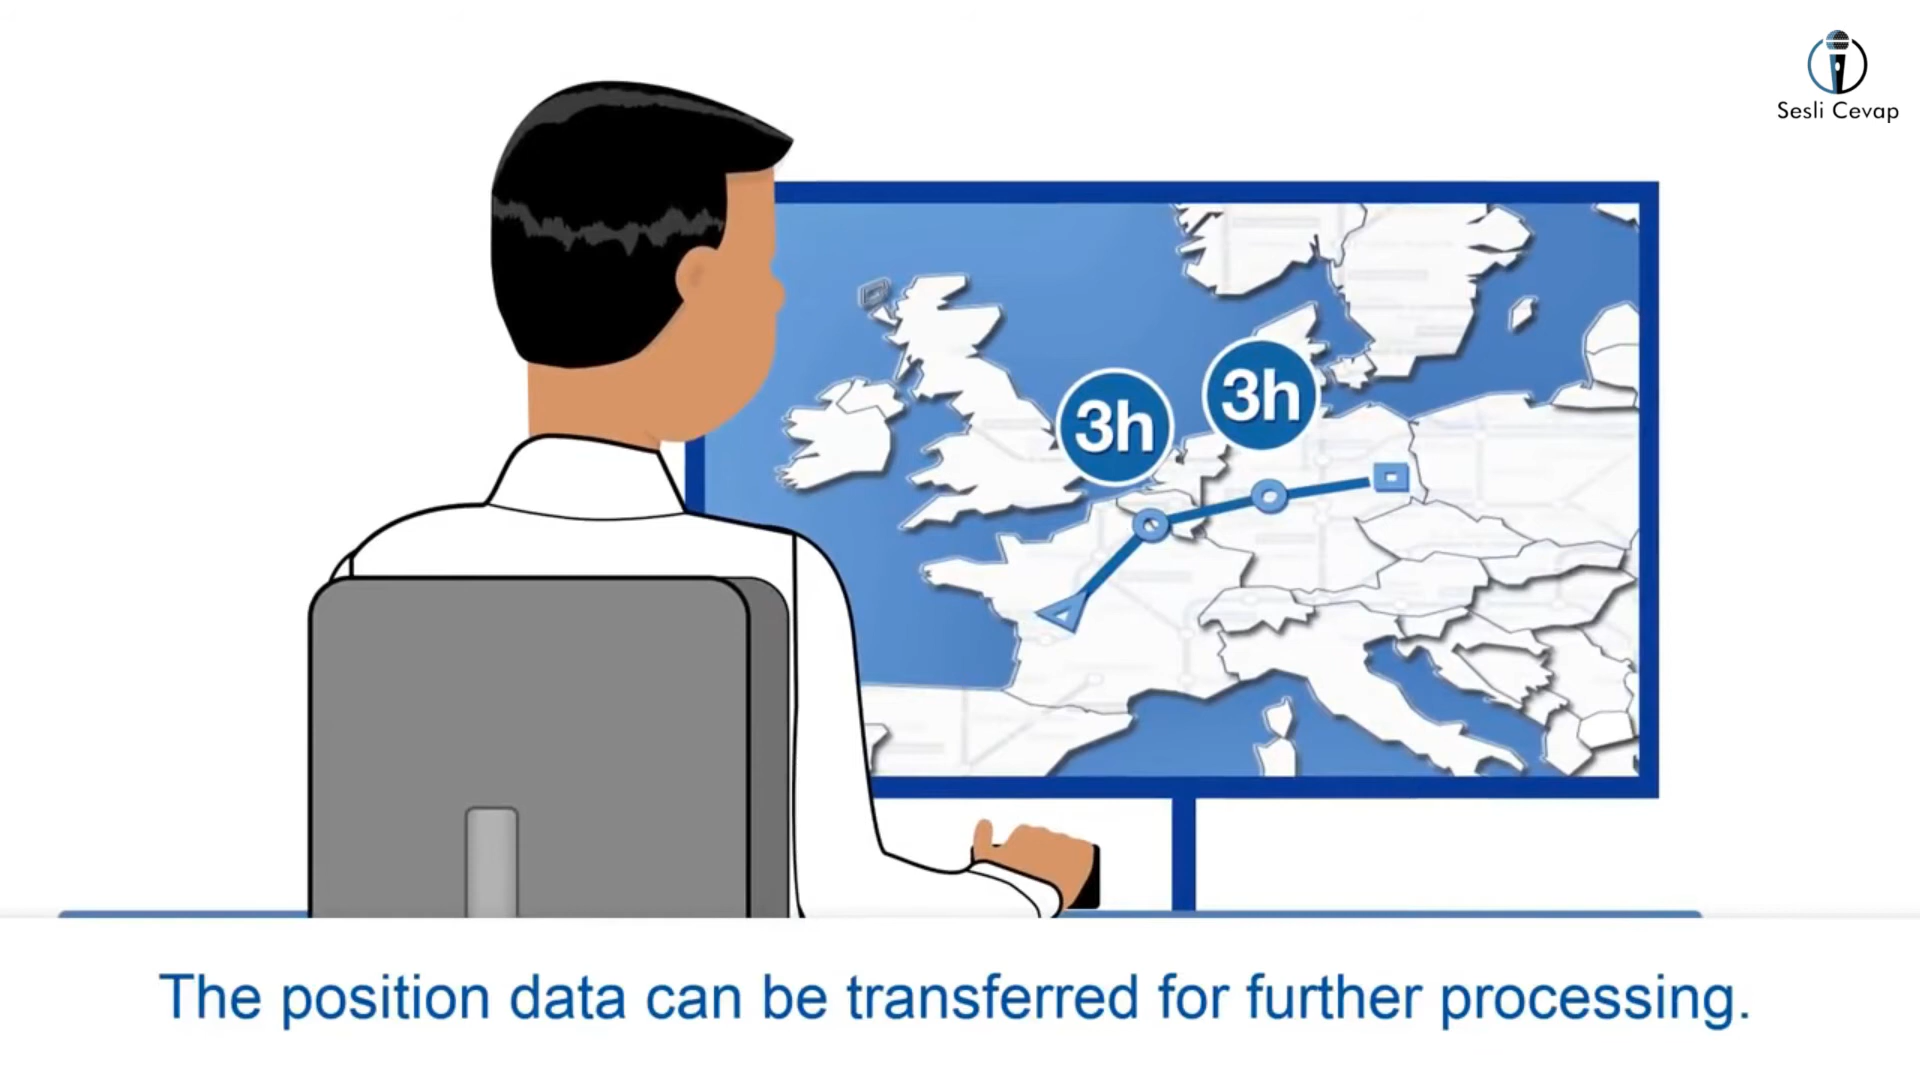 Sesli Cevap
3h
3h
The position data can be transferred for further processing.